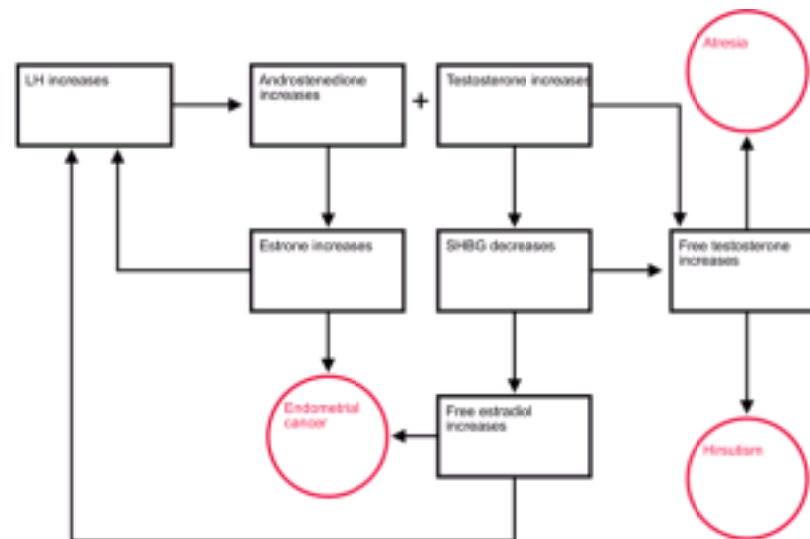 Atresia
LH increases
Androstenedione
increases
+
Testosterone increases
Estrone increases
SHBG decreases
Free testosterone
increases
Endometrial
cancer
Free estradiol
increases
Hirsutism